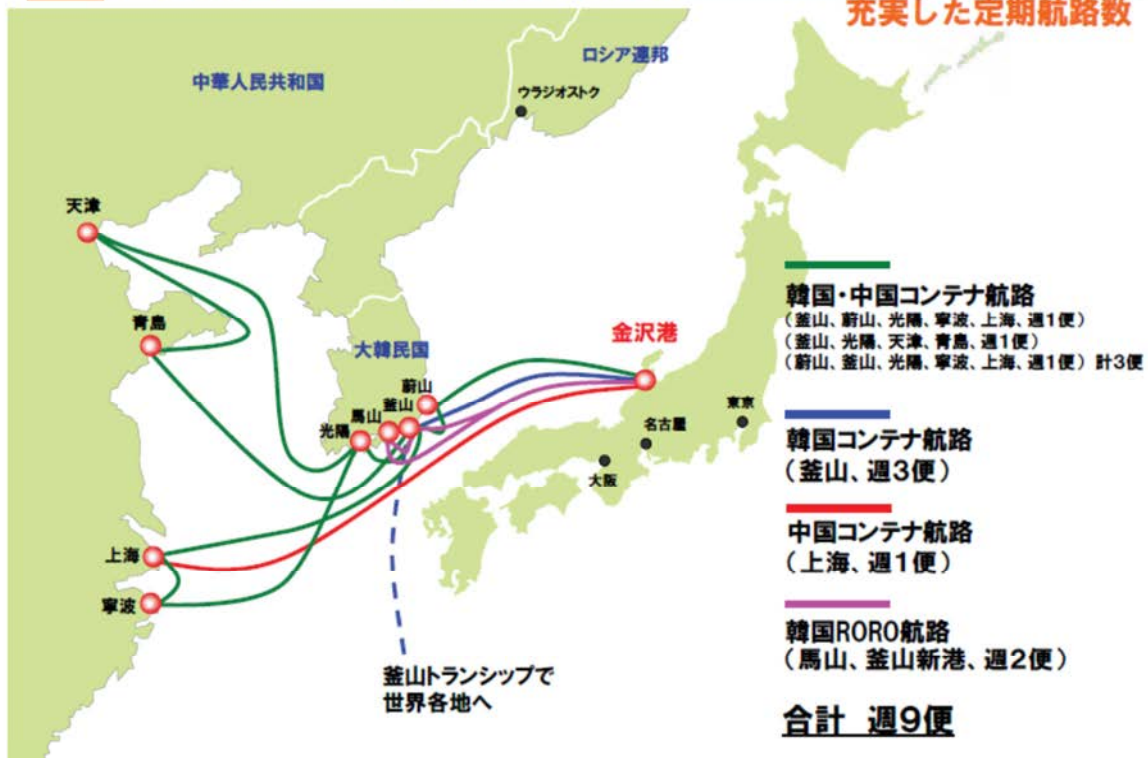 充実した定期航路数
ロシア連邦
中華人民共和国
ウラジオストク
天津
青島
大韓民国
蔚山
釜山
馬山
光陽
金沢港
名古屋
東京
大阪
上海
寧波
釜山トランシップで
世界各地へ
韓国・中国コンテナ航路
(釜山、蔚山、光陽、寧波、上海、週1便)
(釜山、光陽、天津、青島、週1便)
(蔚山、釜山、光陽、寧波、上海、週1便) 計3便
韓国コンテナ航路
(釜山、週3便)
中国コンテナ航路
(上海、週1便)
韓国RORO航路
(馬山、釜山新港、週2便)
合計 週9便